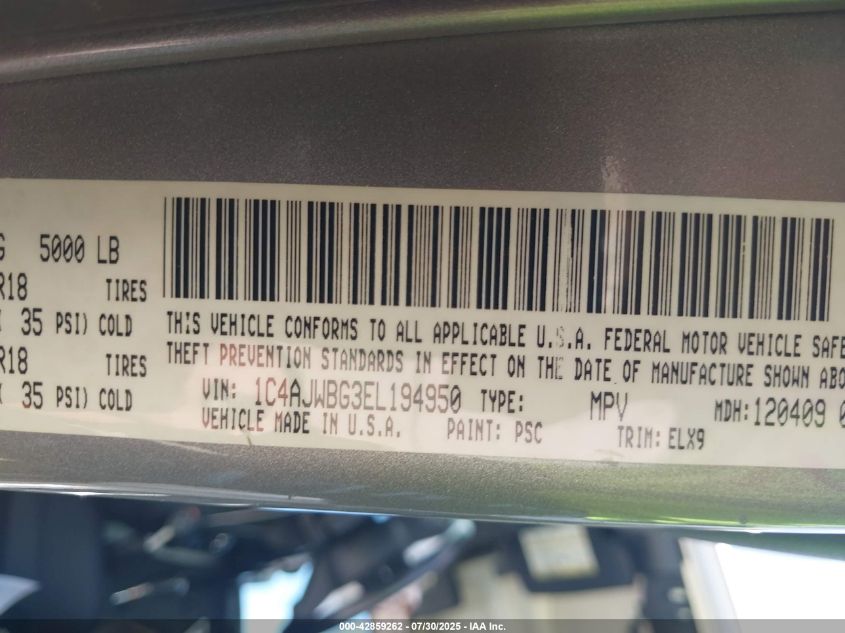 G 5000 LB
R18 TIRES
35 PSI) COLD
R18 TIRES
35 PSI) COLD
THIS VEHICLE CONFORMS TO ALL APPLICABLE U.S.A. FEDERAL MOTOR VEHICLE SAFE
THEFT PREVENTION STANDARDS IN EFFECT ON THE DATE OF MANUFACTURE SHOWN ABO
VIN: 1C4AJWBG3EL194950 TYPE: MPV MDH:120409 0
VEHICLE MADE IN U.S.A. PAINT: PSC TRIM: ELX9
000-42859262 - 07/30/2025 - IAA Inc.